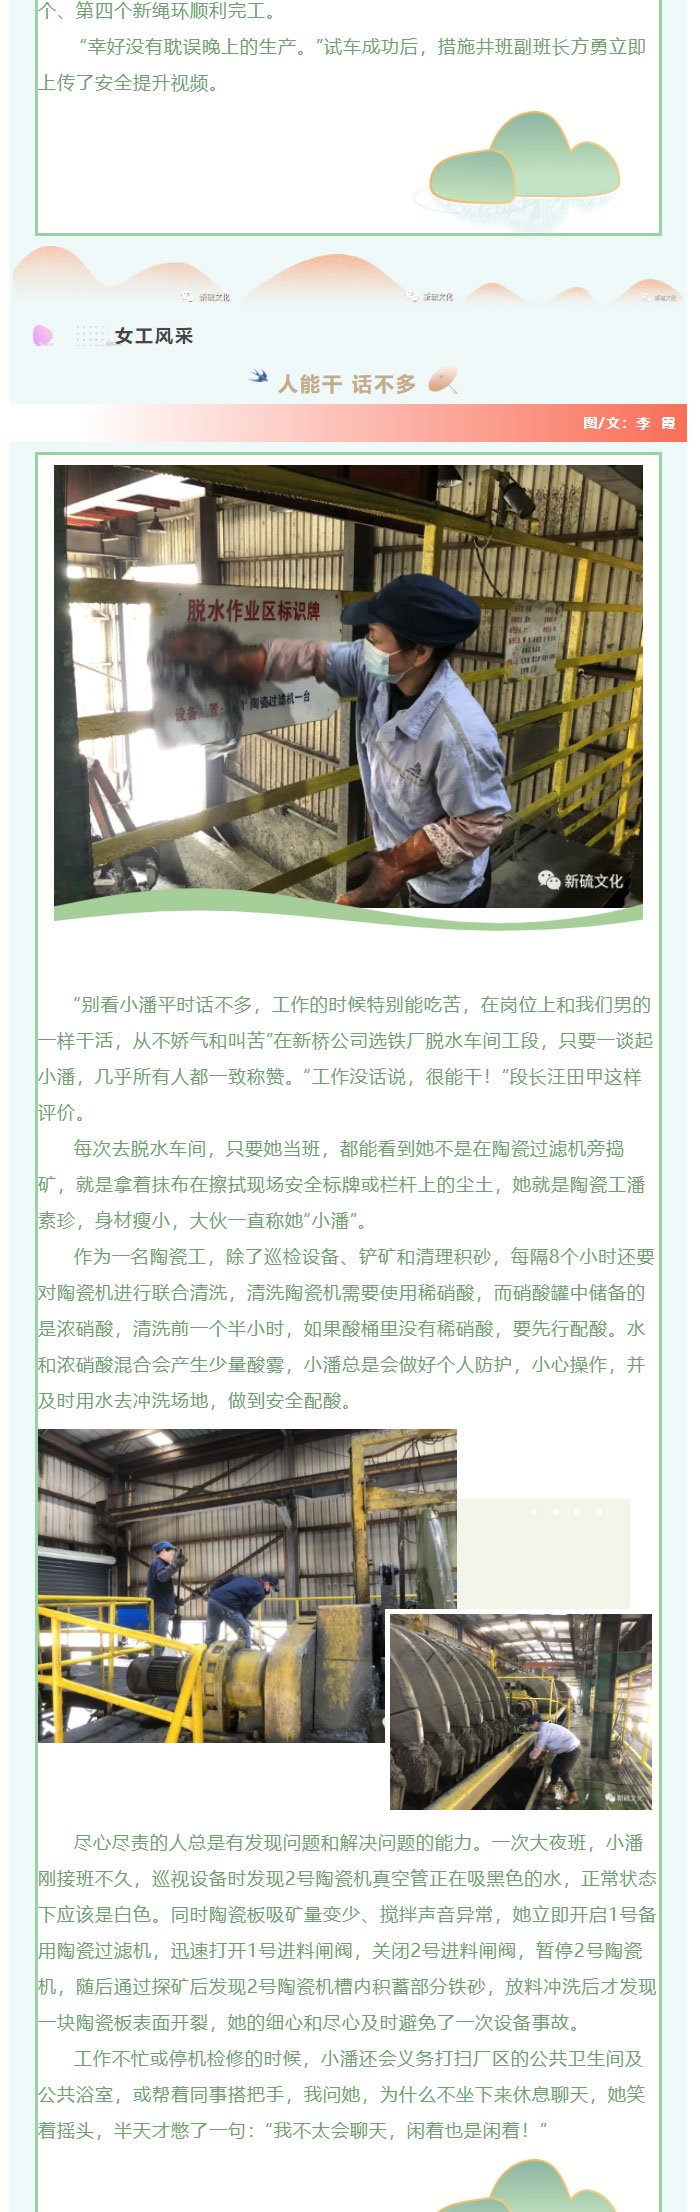 个、第四个新绳环顺利完工。
“幸好没有耽误晚上的生产。”试车成功后，措施井班副班长方勇立即
上传了安全提升视频。
新硫文化
新硫文化
新硫文化
女工风采
人能干 话不多
图/文：李 霞
脱水作业区标识牌
陶瓷过滤机一台
新硫文化
“别看小潘平时话不多，工作的时候特别能吃苦，在岗位上和我们男的
一样干活，从不娇气和叫苦”在新桥公司选铁厂脱水车间工段，只要一谈起
小潘，几乎所有人都一致称赞。“工作没话说，很能干！”段长汪田甲这样
评价。
每次去脱水车间，只要她当班，都能看到她不是在陶瓷过滤机旁捣
矿，就是拿着抹布在擦拭现场安全标牌或栏杆上的尘土，她就是陶瓷工潘
素珍，身材瘦小，大伙一直称她“小潘”。
作为一名陶瓷工，除了巡检设备、铲矿和清理积砂，每隔8个小时还要
对陶瓷机进行联合清洗，清洗陶瓷机需要使用稀硝酸，而硝酸罐中储备的
是浓硝酸，清洗前一个半小时，如果酸桶里没有稀硝酸，要先行配酸。水
和浓硝酸混合会产生少量酸雾，小潘总是会做好个人防护，小心操作，并
及时用水去冲洗场地，做到安全配酸。
新硫文化
尽心尽责的人总是有发现问题和解决问题的能力。一次大夜班，小潘
刚接班不久，巡视设备时发现2号陶瓷机真空管正在吸黑色的水，正常状态
下应该是白色。同时陶瓷板吸矿量变少、搅拌声音异常，她立即开启1号备
用陶瓷过滤机，迅速打开1号进料闸阀，关闭2号进料闸阀，暂停2号陶瓷
机，随后通过探矿后发现2号陶瓷机槽内积蓄部分铁砂，放料冲洗后才发现
一块陶瓷板表面开裂，她的细心和尽心及时避免了一次设备事故。
工作不忙或停机检修的时候，小潘还会义务打扫厂区的公共卫生间及
公共浴室，或帮着同事搭把手，我问她，为什么不坐下来休息聊天，她笑
着摇头，半天才憋了一句：“我不太会聊天，闲着也是闲着！”